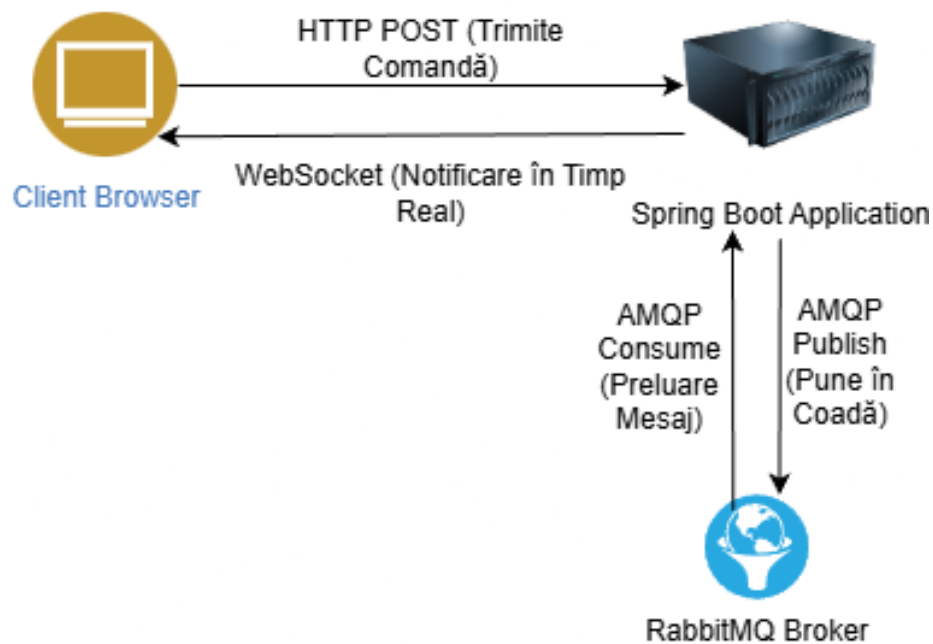 HTTP POST (Trimite
Comandă)
WebSocket (Notificare în Timp
Real)
Client Browser
Spring Boot Application
AMQP
Consume
(Preluare
Mesaj)
AMQP
Publish
(Pune în
Coadă)
RabbitMQ Broker